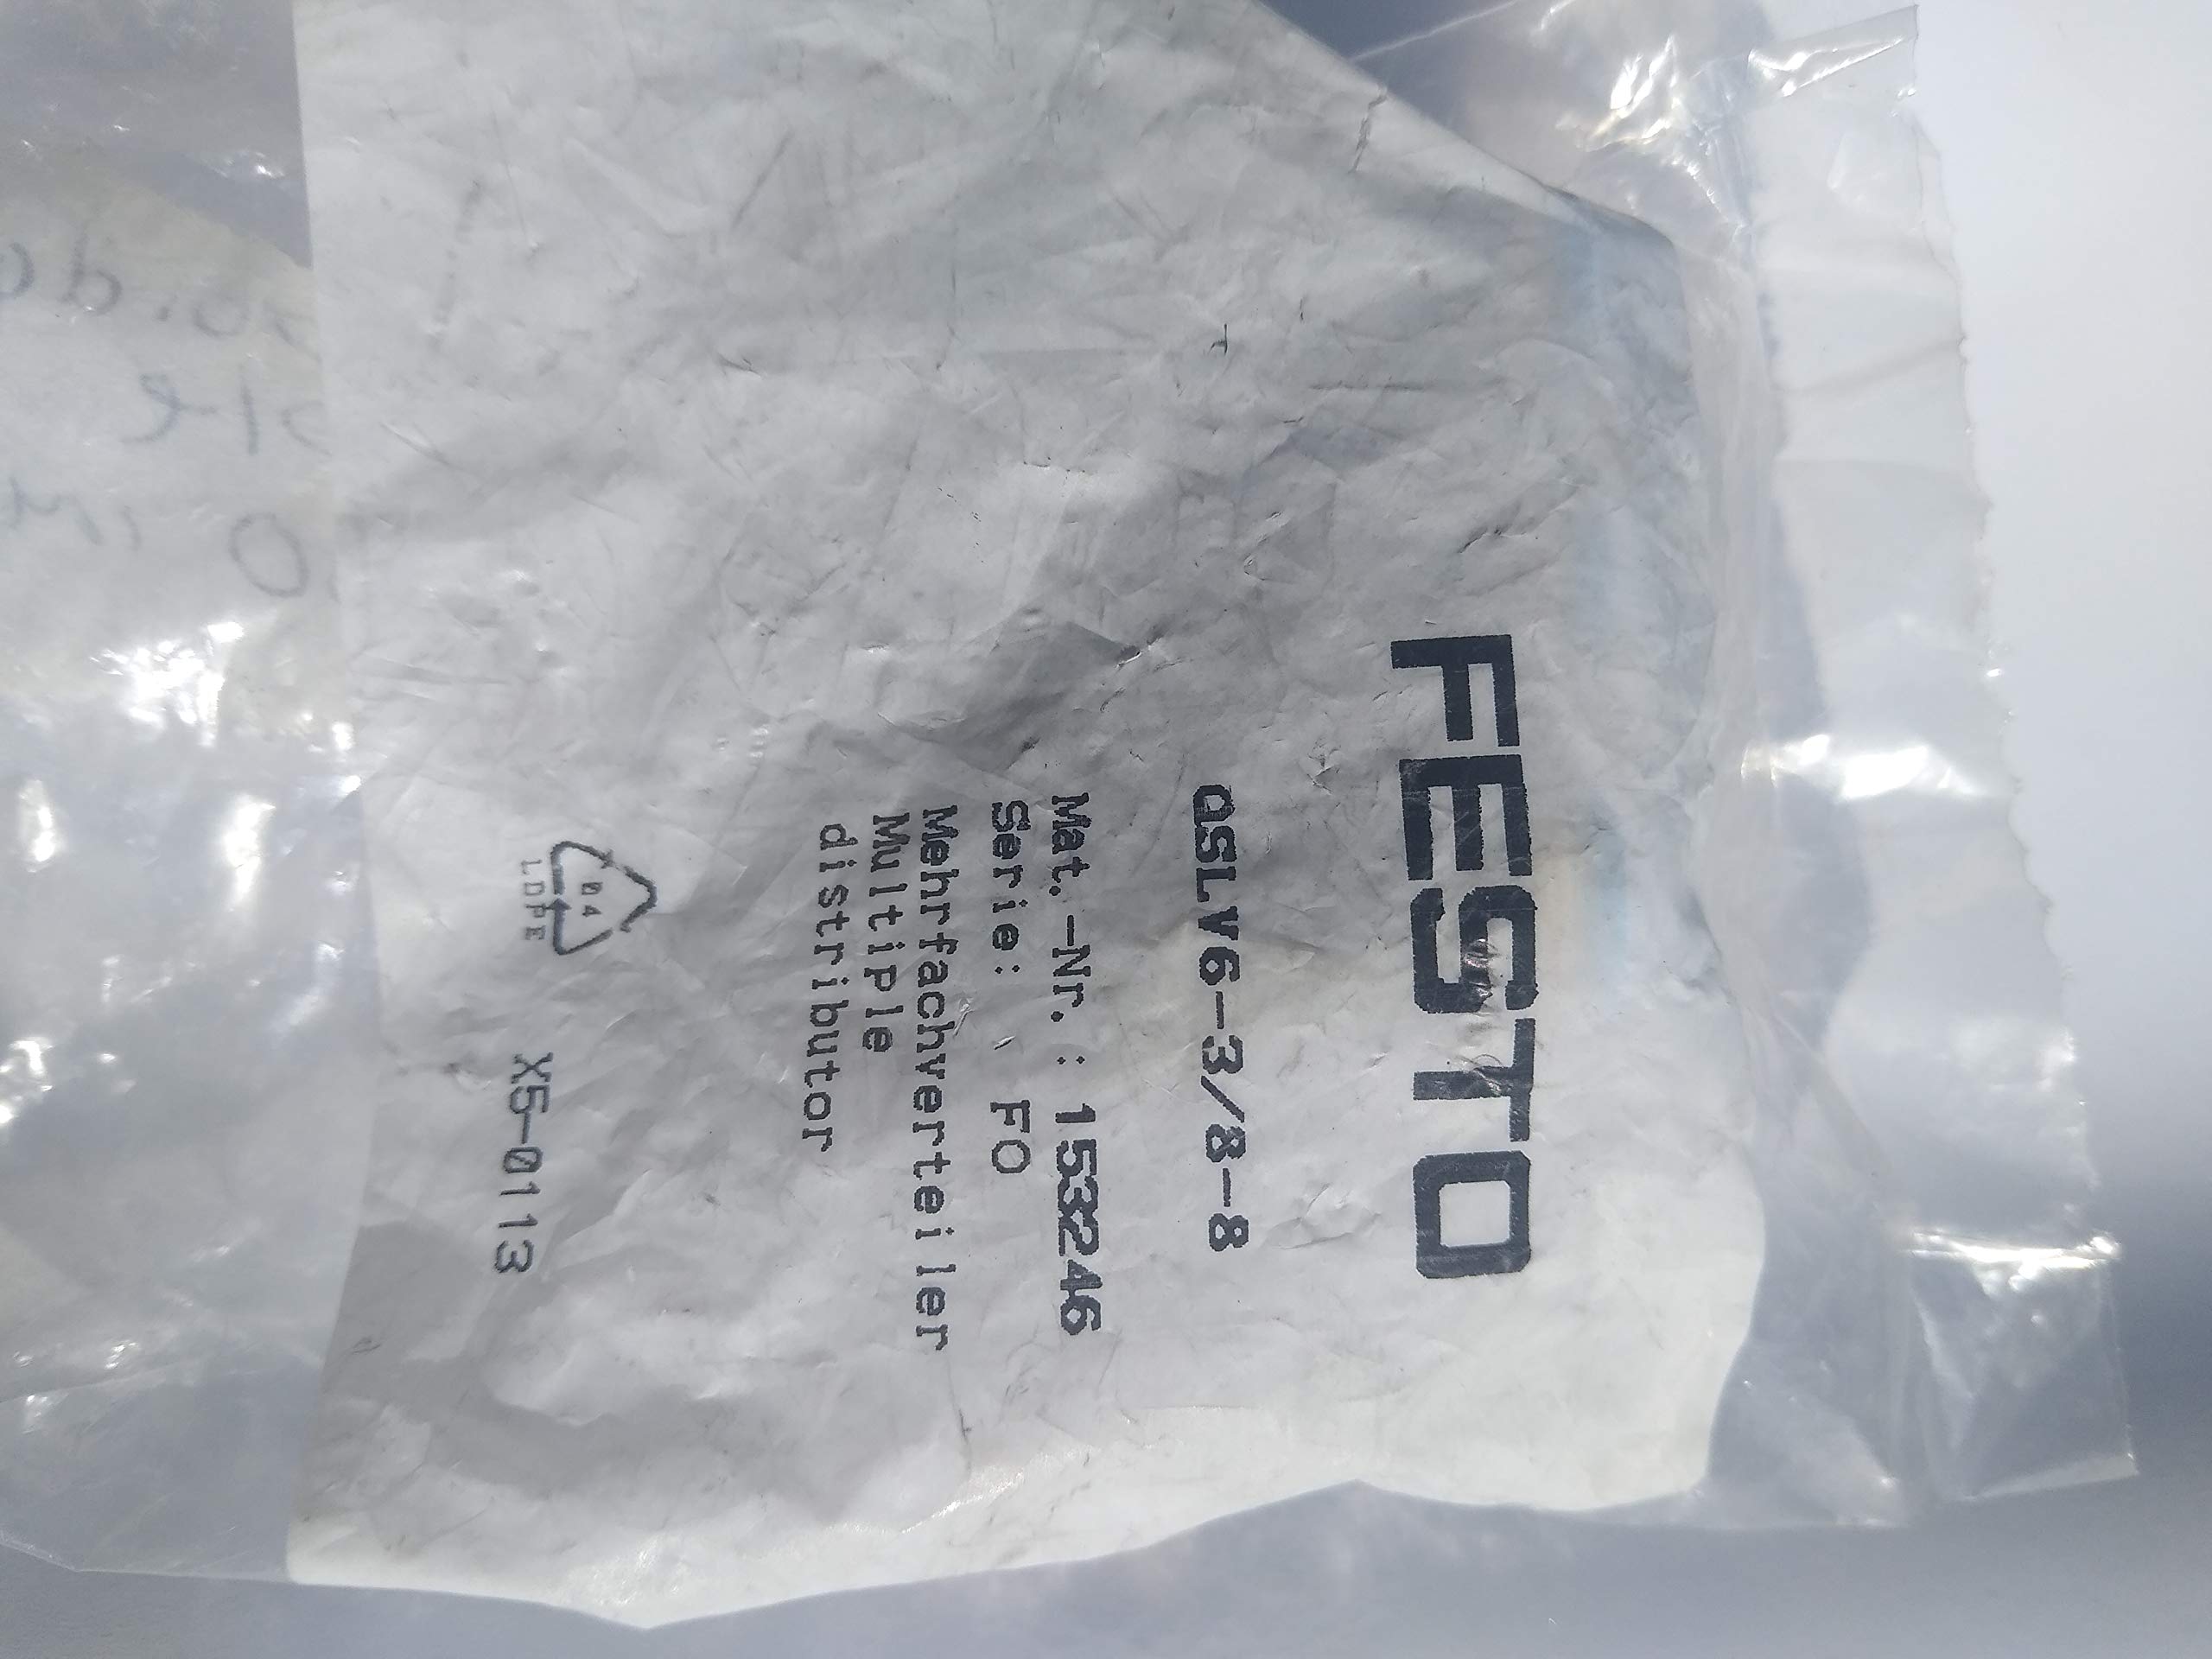 FESTO
QSLV6-3/8-8
Mat.-Nr.: 153246
Serie: FO
Mehrfachverteiler
Multiple
distributor
04
LDPE
X5-0113